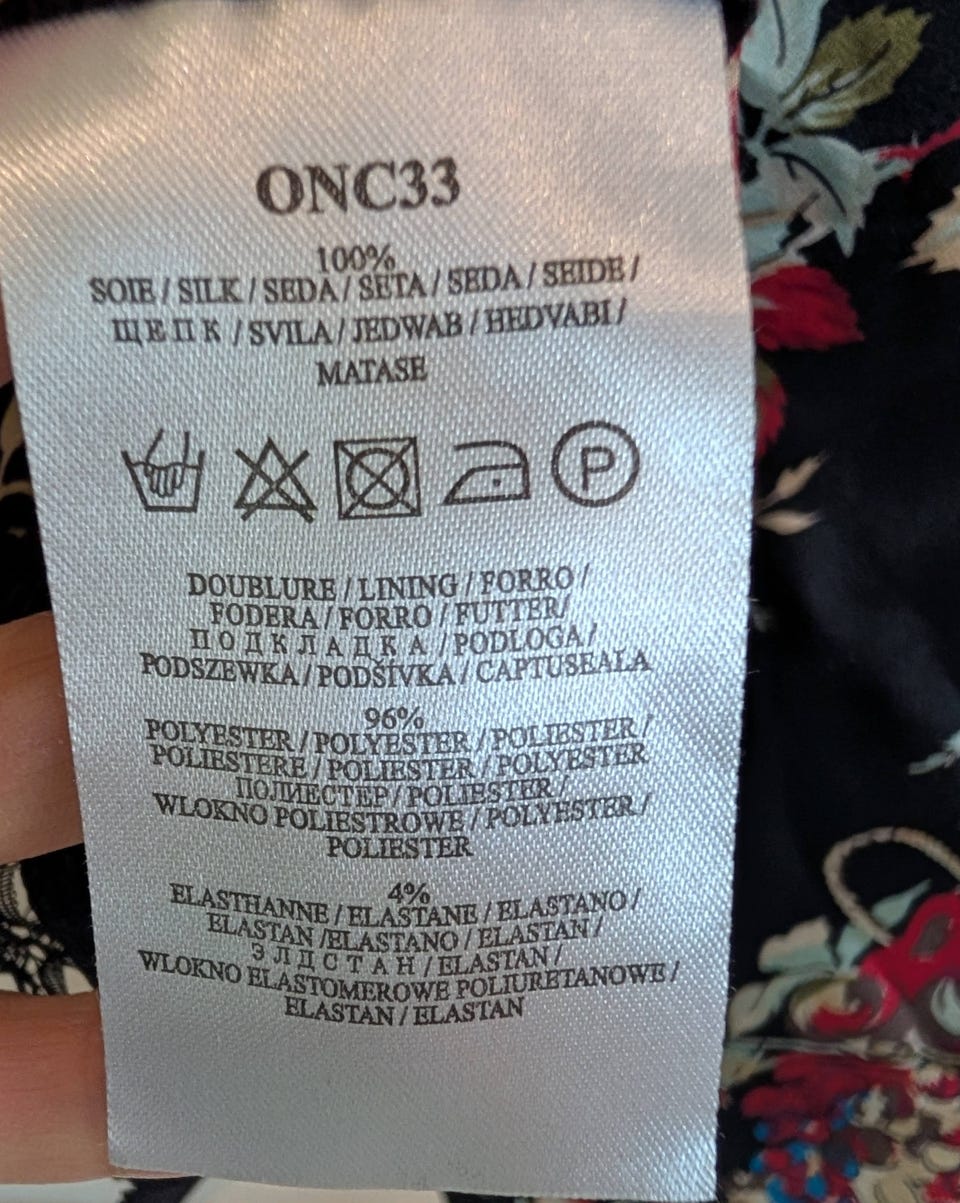 ONC33
100%
SOIE / SILK / SEDA / SETA / SEDA / SEIDE /
ЩЕПК / SVILA / JEDWAB / HEDVABI /
MATASE
P
DOUBLURE / LINING / FORRO /
FODERA / FORRO / FUTTER/
ПОДКЛАДКА / PODLOGA /
PODSZEWKA / PODŠÍVKA / CAPTUSEALA
96%
POLYESTER / POLYESTER / POLIESTER /
POLIESTERE / POLIESTER / POLYESTER
ПОЛИЕСТЕР / POLIESTER /
WLOKNO POLIESTROWE / POLYESTER /
POLIESTER
4%
ELASTHANNE / ELASTANE / ELASTANO /
ELASTAN /ELASTANO / ELASTAN /
ЗЛДСТАН / ELASTAN /
WLOKNO ELASTOMEROWE POLIURETANOWE /
ELASTAN / ELASTAN